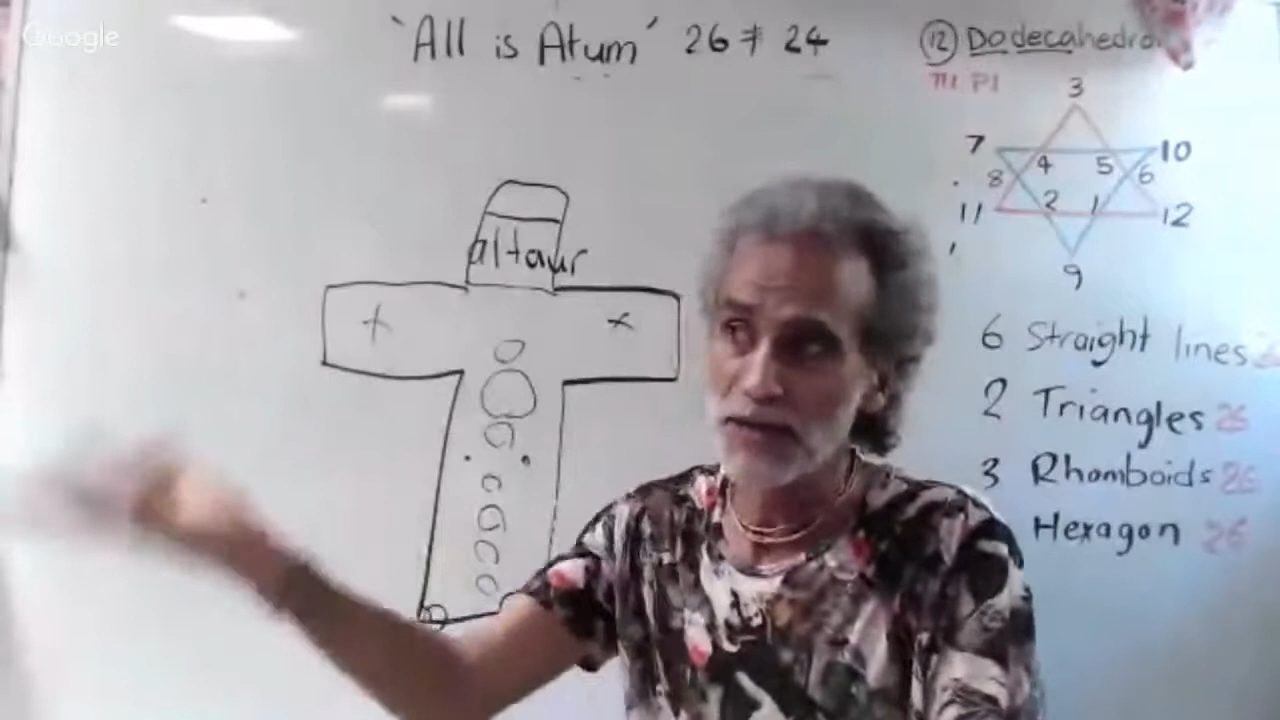 Google
'All is Atum' 26 ≠ 24
12 Dodecahedro
PI
3
7 10
4 5
8 6
11 2 1 12
9
altaur
6 Straight lines
2 Triangles 26
3 Rhomboids 26
Hexagon 26